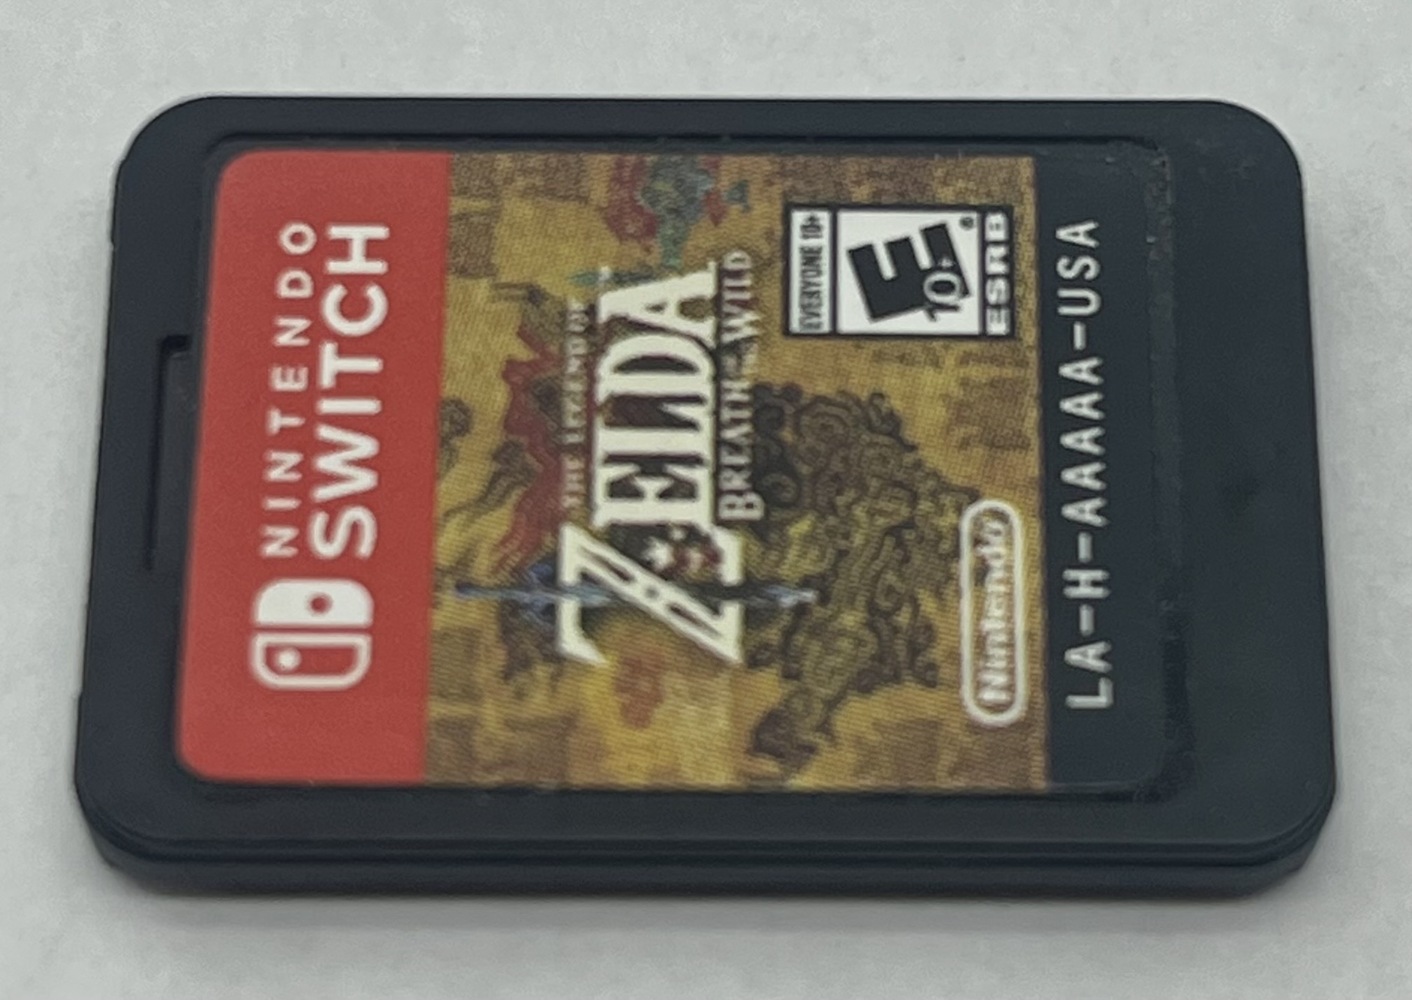 NINTENDO
SWITCH
THE LEGEND OF
ZELDA
BREATH OF THE WILD
EVERYONE 10+
E
10+
ESRB
Nintendo
LA-H-AAAAA-USA